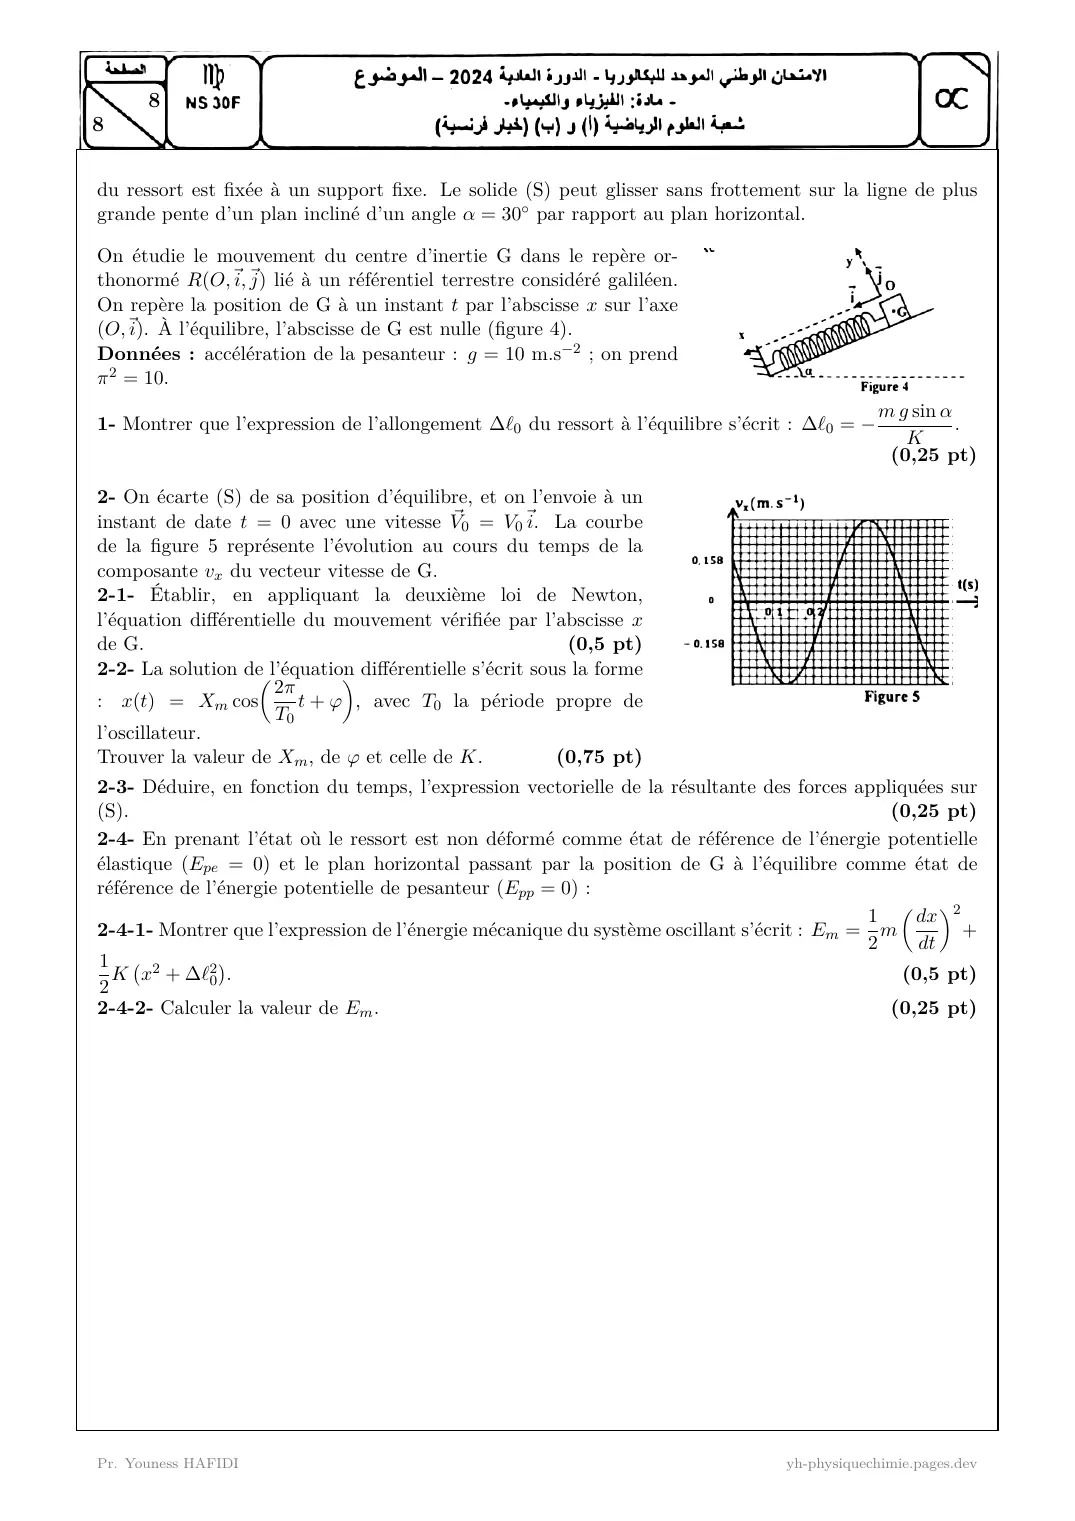 الصفحة
8
8
NS 30F
الامتحان الوطني الموحد للبكالوريا - الدورة العادية 2024 – الموضوع
- مادة: الفيزياء والكيمياء-
شعبة العلوم الرياضية (أ) و (ب) (خيار فرنسية)
du ressort est fixée à un support fixe. Le solide (S) peut glisser sans frottement sur la ligne de plus
grande pente d'un plan incliné d'un angle α = 30° par rapport au plan horizontal.
On étudie le mouvement du centre d'inertie G dans le repère or-
thonormé R(O, i⃗, j⃗) lié à un référentiel terrestre considéré galiléen.
On repère la position de G à un instant t par l'abscisse x sur l'axe
(O, i⃗). À l'équilibre, l'abscisse de G est nulle (figure 4).
Données : accélération de la pesanteur : g = 10 m.s⁻² ; on prend
π² = 10.
y
j⃗
O
i⃗
G
x
α
Figure 4
1- Montrer que l'expression de l'allongement Δℓ₀ du ressort à l'équilibre s'écrit : Δℓ₀ = −(m g sin α)/K.
(0,25 pt)
2- On écarte (S) de sa position d'équilibre, et on l'envoie à un
instant de date t = 0 avec une vitesse V⃗₀ = V₀ i⃗. La courbe
de la figure 5 représente l'évolution au cours du temps de la
composante vₓ du vecteur vitesse de G.
2-1- Établir, en appliquant la deuxième loi de Newton,
l'équation différentielle du mouvement vérifiée par l'abscisse x
de G. (0,5 pt)
2-2- La solution de l'équation différentielle s'écrit sous la forme
: x(t) = Xₘ cos(2π/T₀ t + φ), avec T₀ la période propre de
l'oscillateur.
Trouver la valeur de Xₘ, de φ et celle de K. (0,75 pt)
vₓ(m.s⁻¹)
0,158
t(s)
0
0,1
0,2
− 0.158
Figure 5
2-3- Déduire, en fonction du temps, l'expression vectorielle de la résultante des forces appliquées sur
(S). (0,25 pt)
2-4- En prenant l'état où le ressort est non déformé comme état de référence de l'énergie potentielle
élastique (Eₚₑ = 0) et le plan horizontal passant par la position de G à l'équilibre comme état de
référence de l'énergie potentielle de pesanteur (Eₚₚ = 0) :
2-4-1- Montrer que l'expression de l'énergie mécanique du système oscillant s'écrit : Eₘ = 1/2 m (dx/dt)² +
1/2 K (x² + Δℓ₀²). (0,5 pt)
2-4-2- Calculer la valeur de Eₘ. (0,25 pt)
Pr. Youness HAFIDI
yh-physiquechimie.pages.dev